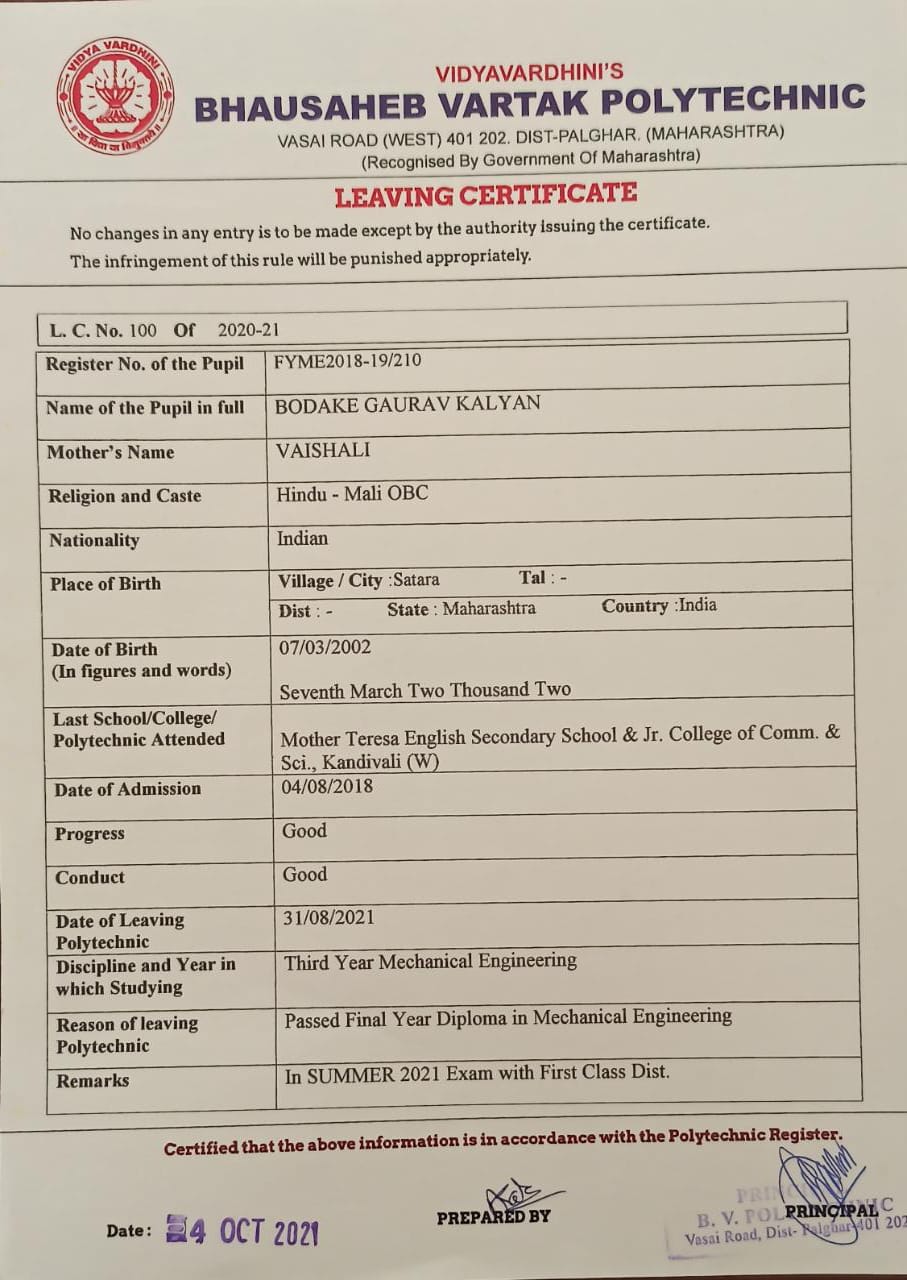 VIDYA VARDHINI
VIDYAVARDHINI'S
BHAUSAHEB VARTAK POLYTECHNIC
VASAI ROAD (WEST) 401 202. DIST-PALGHAR. (MAHARASHTRA)
(Recognised By Government Of Maharashtra)
LEAVING CERTIFICATE
No changes in any entry is to be made except by the authority issuing the certificate.
The infringement of this rule will be punished appropriately.
L. C. No. 100 Of 2020-21
Register No. of the Pupil FYME2018-19/210
Name of the Pupil in full BODAKE GAURAV KALYAN
Mother's Name VAISHALI
Religion and Caste Hindu - Mali OBC
Nationality Indian
Place of Birth Village / City :Satara Tal : -
Dist : - State : Maharashtra Country :India
Date of Birth 07/03/2002
(In figures and words)
Seventh March Two Thousand Two
Last School/College/
Polytechnic Attended Mother Teresa English Secondary School & Jr. College of Comm. &
Sci., Kandivali (W)
Date of Admission 04/08/2018
Progress Good
Conduct Good
Date of Leaving 31/08/2021
Polytechnic
Discipline and Year in Third Year Mechanical Engineering
which Studying
Reason of leaving Passed Final Year Diploma in Mechanical Engineering
Polytechnic
Remarks In SUMMER 2021 Exam with First Class Dist.
Certified that the above information is in accordance with the Polytechnic Register.
Date: 4 OCT 2021
PREPARED BY
PRINCIPAL
B. V.
Vasai Road, Dist- Palghar-401 202